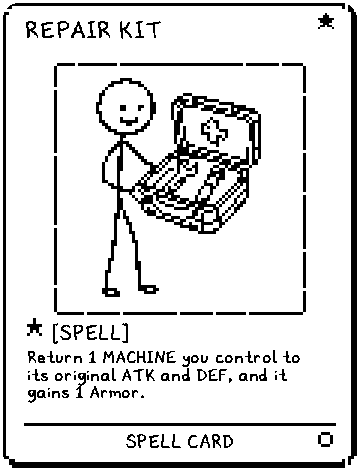 REPAIR KIT
[SPELL]
Return 1 MACHINE you control to
its original ATK and DEF, and it
gains 1 Armor.
SPELL CARD